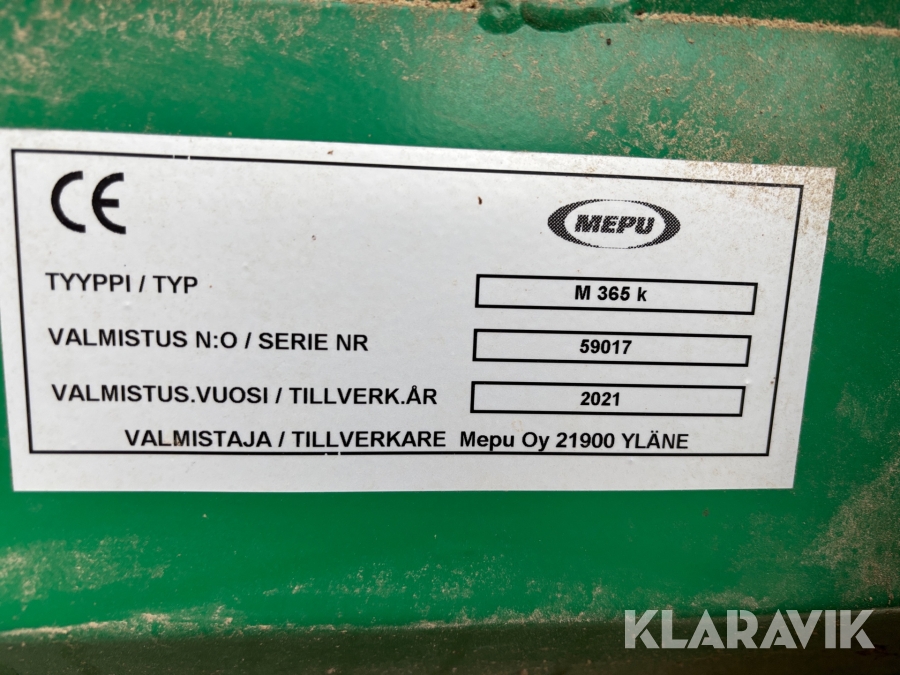 CE
MEPU
TYYPPI / TYP M 365 k
VALMISTUS N:O / SERIE NR 59017
VALMISTUS.VUOSI / TILLVERK.ÅR 2021
VALMISTAJA / TILLVERKARE Mepu Oy 21900 YLÄNE
KLARAVIK